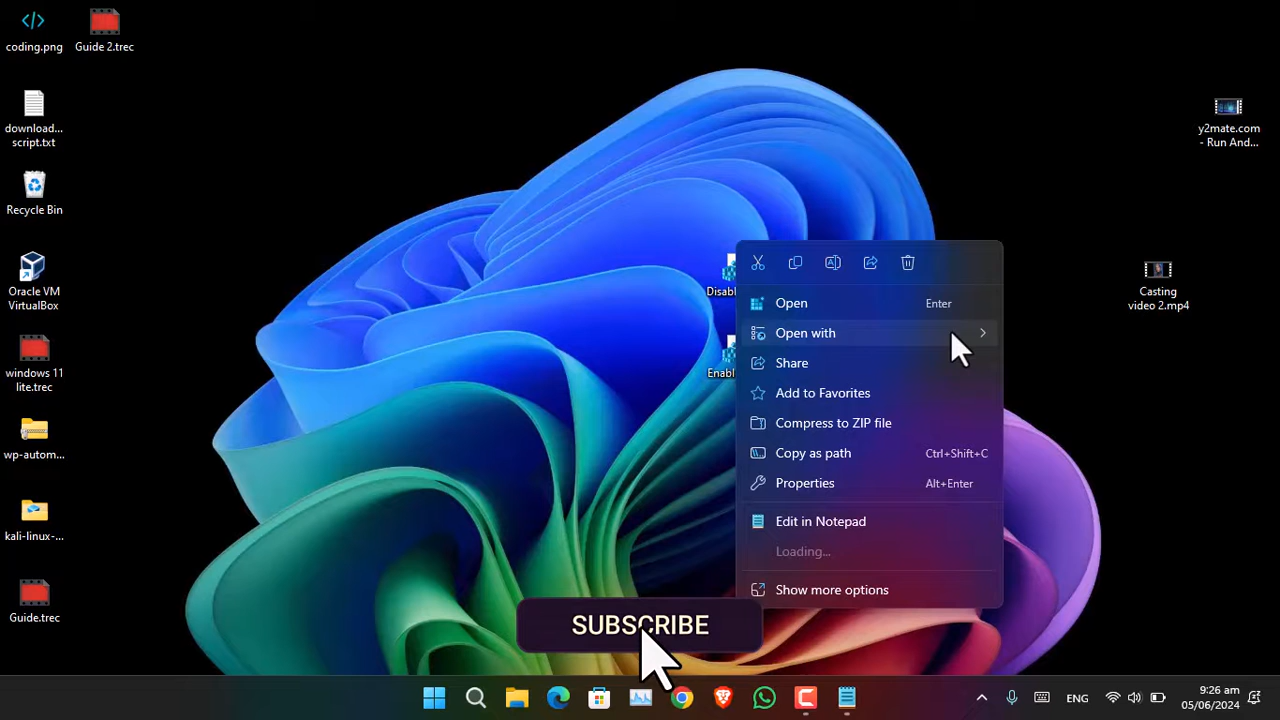 coding.png
Guide 2.trec
download...
script.txt
Recycle Bin
Oracle VM
VirtualBox
windows 11
lite.trec
wp-autom...
kali-linux-...
Guide.trec
y2mate.com
- Run And...
Casting
video 2.mp4
Disabl
Enabl
Open Enter
Open with
Share
Add to Favorites
Compress to ZIP file
Copy as path Ctrl+Shift+C
Properties Alt+Enter
Edit in Notepad
Loading...
Show more options
SUBSCRIBE
ENG
9:26 am
05/06/2024